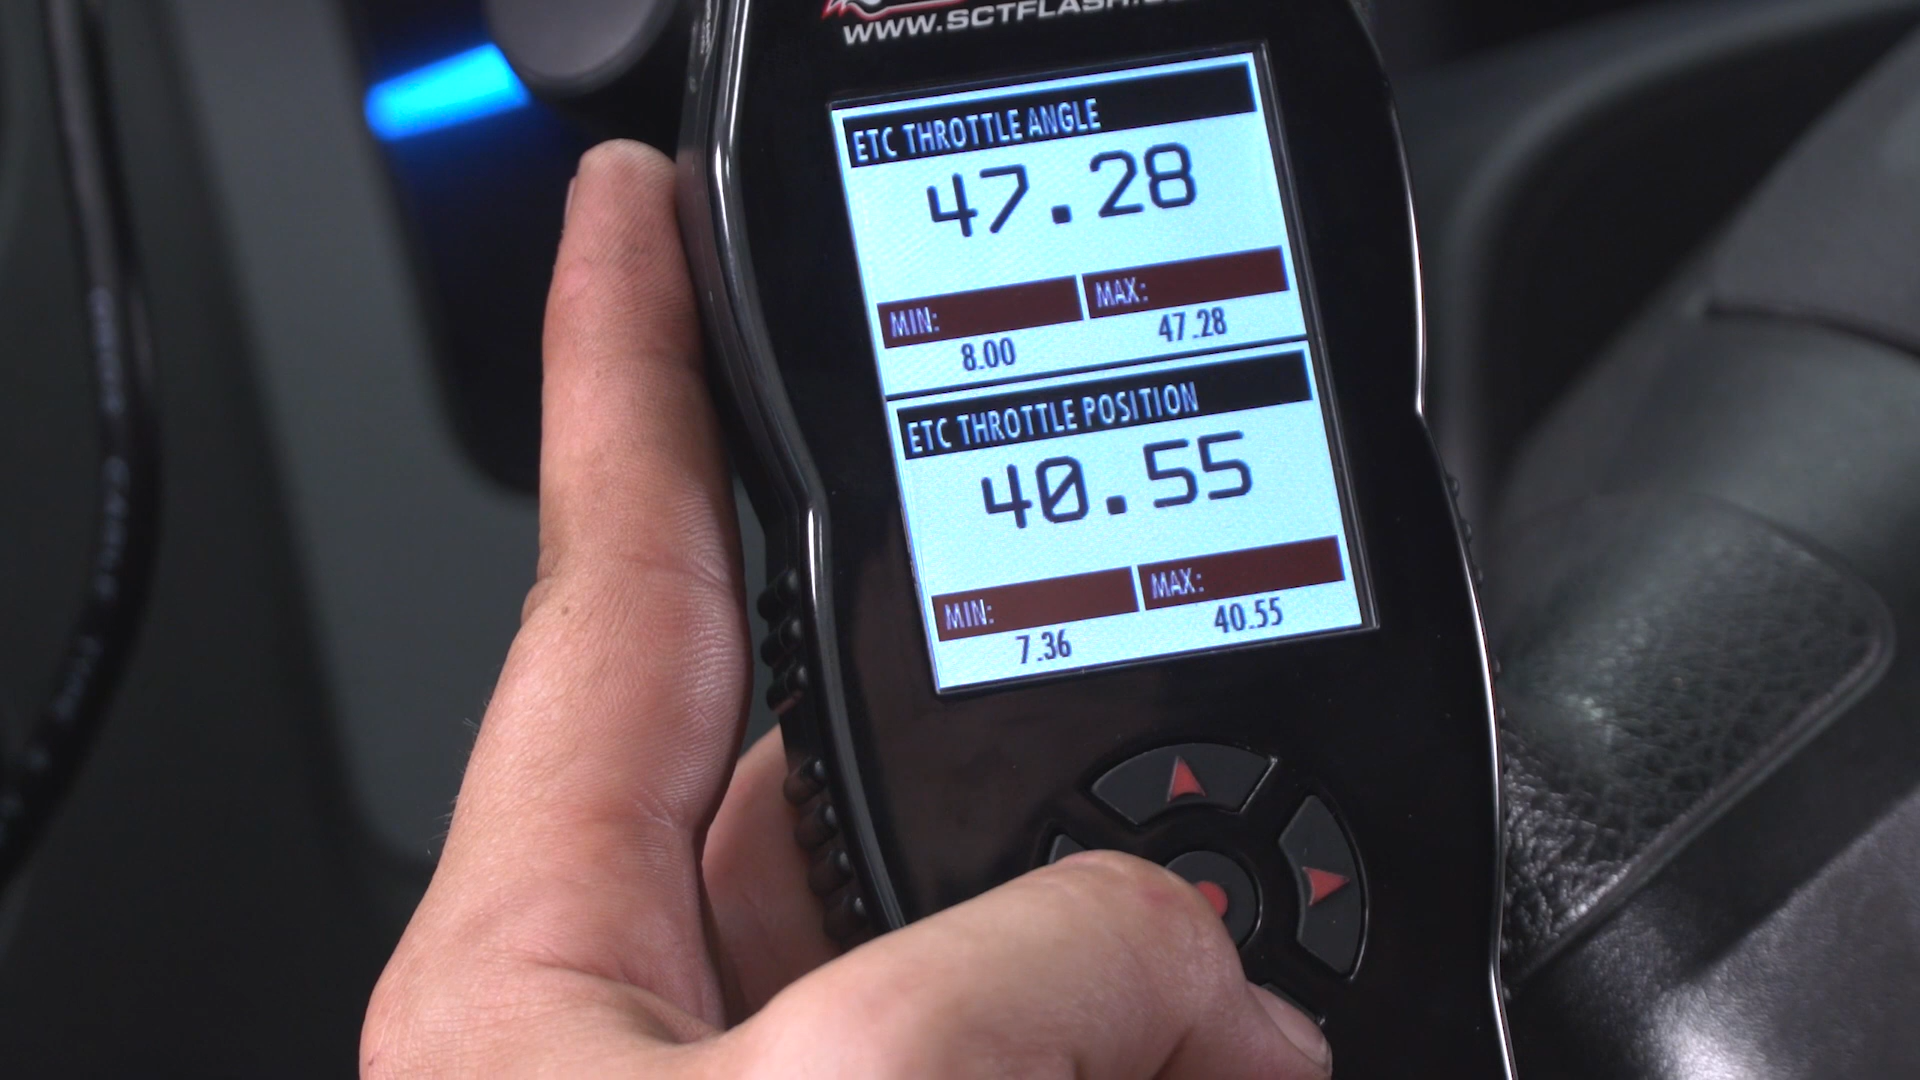 WWW.SCTFLASH.C
ETC THROTTLE ANGLE
47.28
MIN: MAX:
8.00 47.28
ETC THROTTLE POSITION
40.55
MIN: MAX:
7.36 40.55